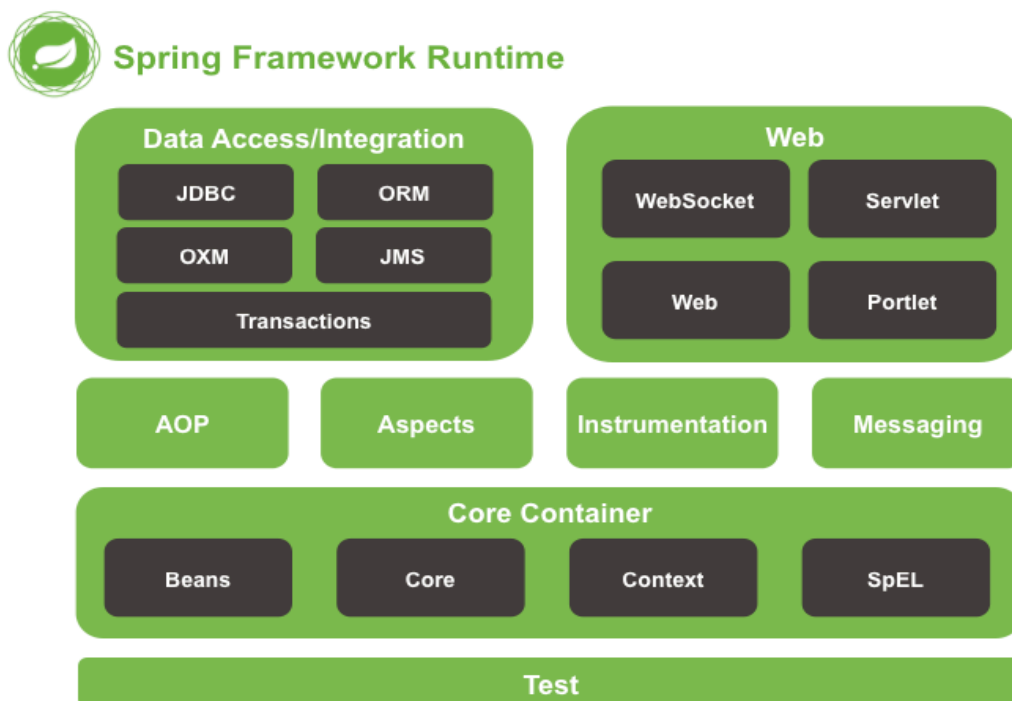 Spring Framework Runtime
Data Access/Integration
JDBC
ORM
OXM
JMS
Transactions
Web
WebSocket
Servlet
Web
Portlet
AOP
Aspects
Instrumentation
Messaging
Core Container
Beans
Core
Context
SpEL
Test